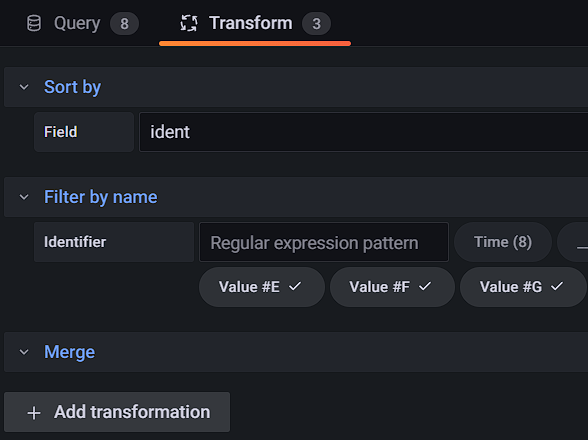 Query 8 Transform 3
Sort by
Field ident
Filter by name
Identifier Regular expression pattern Time (8)
Value #E Value #F Value #G
Merge
+ Add transformation